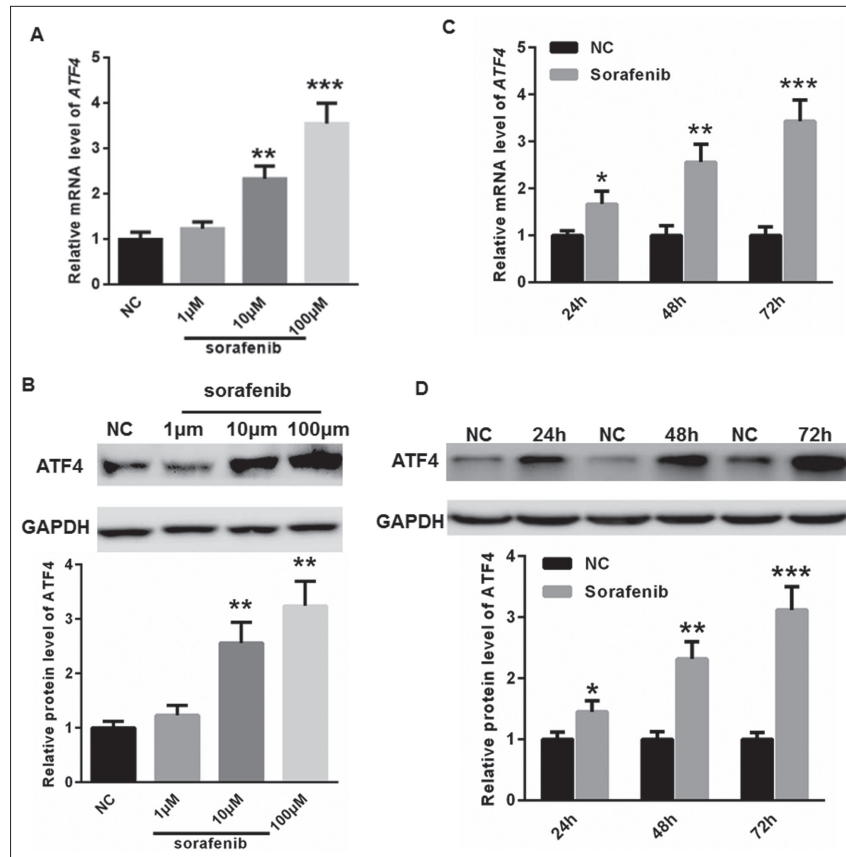 A
Relative mRNA level of ATF4
5
4
3
2
1
0
**
***
NC
1μM
10μM
100μM
sorafenib
C
Relative mRNA level of ATF4
5
4
3
2
1
0
NC
Sorafenib
*
**
***
24h
48h
72h
B
sorafenib
NC 1μm 10μm 100μm
ATF4
GAPDH
Relative protein level of ATF4
4
3
2
1
0
**
**
NC
1μM
10μM
100μM
sorafenib
D
NC 24h NC 48h NC 72h
ATF4
GAPDH
Relative protein level of ATF4
4
3
2
1
0
NC
Sorafenib
*
**
***
24h
48h
72h